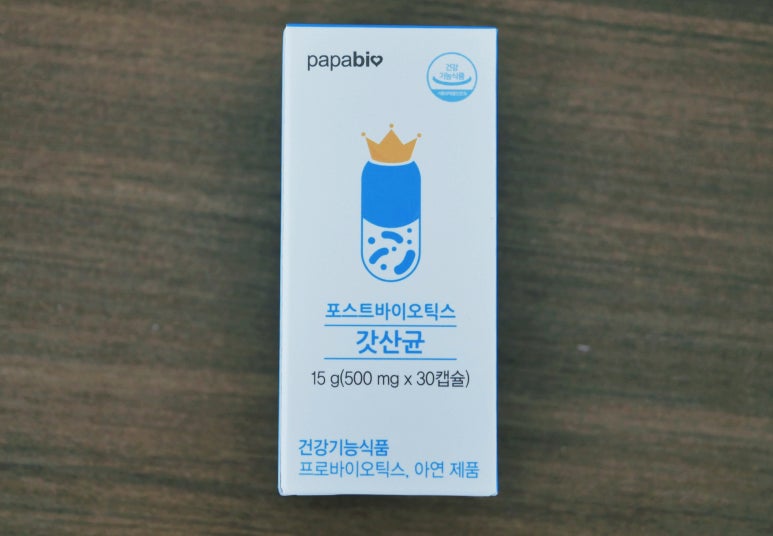 papabio
건강
기능식품
포스트바이오틱스
갓산균
15 g(500 mg x 30캡슐)
건강기능식품
프로바이오틱스, 아연 제품